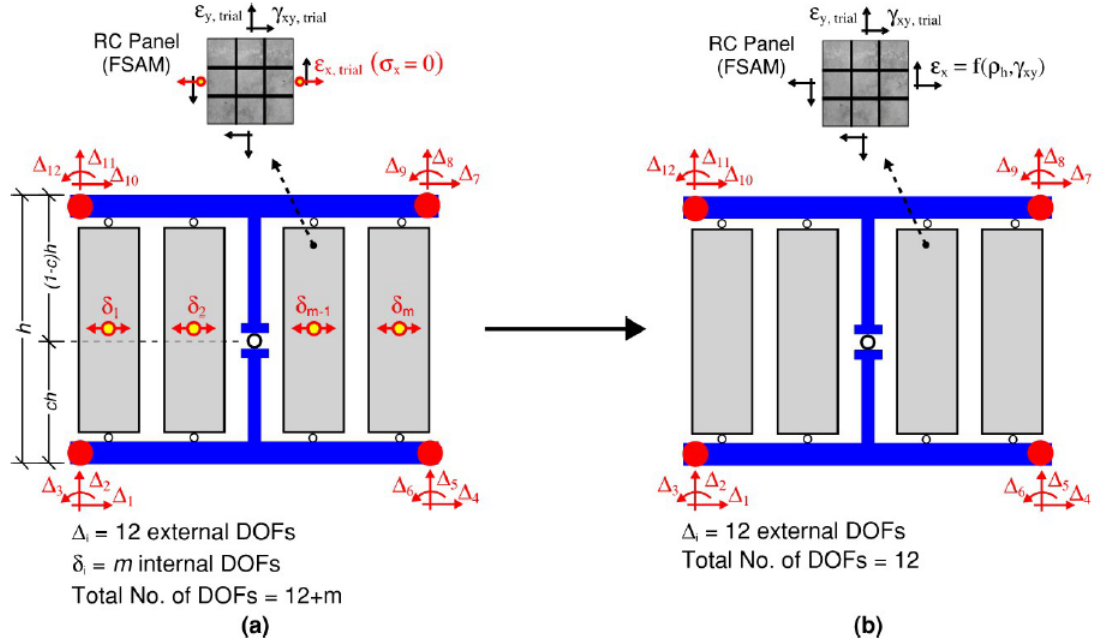 εy, trial
γxy, trial
RC Panel
(FSAM)
εx, trial (σx = 0)
Δ12
Δ11
Δ10
Δ9
Δ8
Δ7
h
(1-c)h
ch
δ1
δ2
δm-1
δm
Δ3
Δ2
Δ1
Δ6
Δ5
Δ4
Δi = 12 external DOFs
δi = m internal DOFs
Total No. of DOFs = 12+m
(a)
εy, trial
γxy, trial
RC Panel
(FSAM)
εx = f(ρh,γxy)
Δ12
Δ11
Δ10
Δ9
Δ8
Δ7
Δ3
Δ2
Δ1
Δ6
Δ5
Δ4
Δi = 12 external DOFs
Total No. of DOFs = 12
(b)